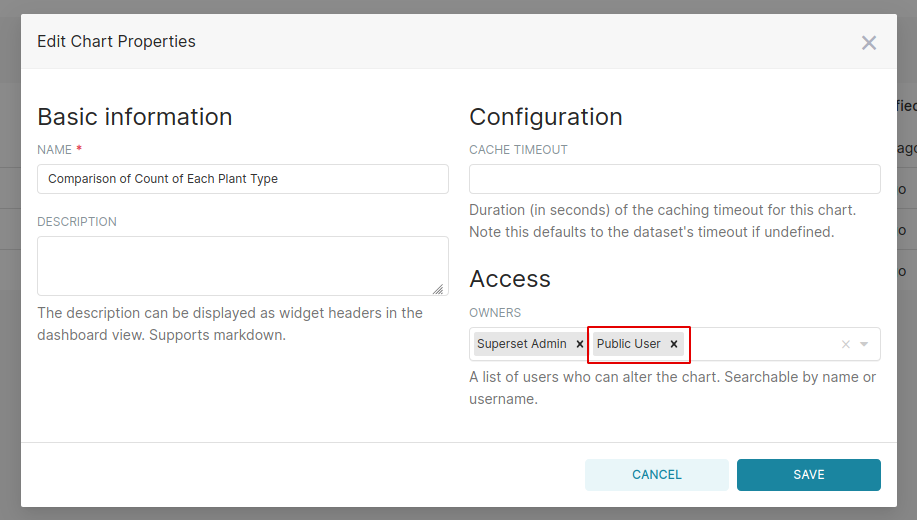 Edit Chart Properties
Basic information
NAME *
Comparison of Count of Each Plant Type
DESCRIPTION
The description can be displayed as widget headers in the
dashboard view. Supports markdown.
Configuration
CACHE TIMEOUT
Duration (in seconds) of the caching timeout for this chart.
Note this defaults to the dataset's timeout if undefined.
Access
OWNERS
Superset Admin × Public User ×
A list of users who can alter the chart. Searchable by name or
username.
CANCEL SAVE